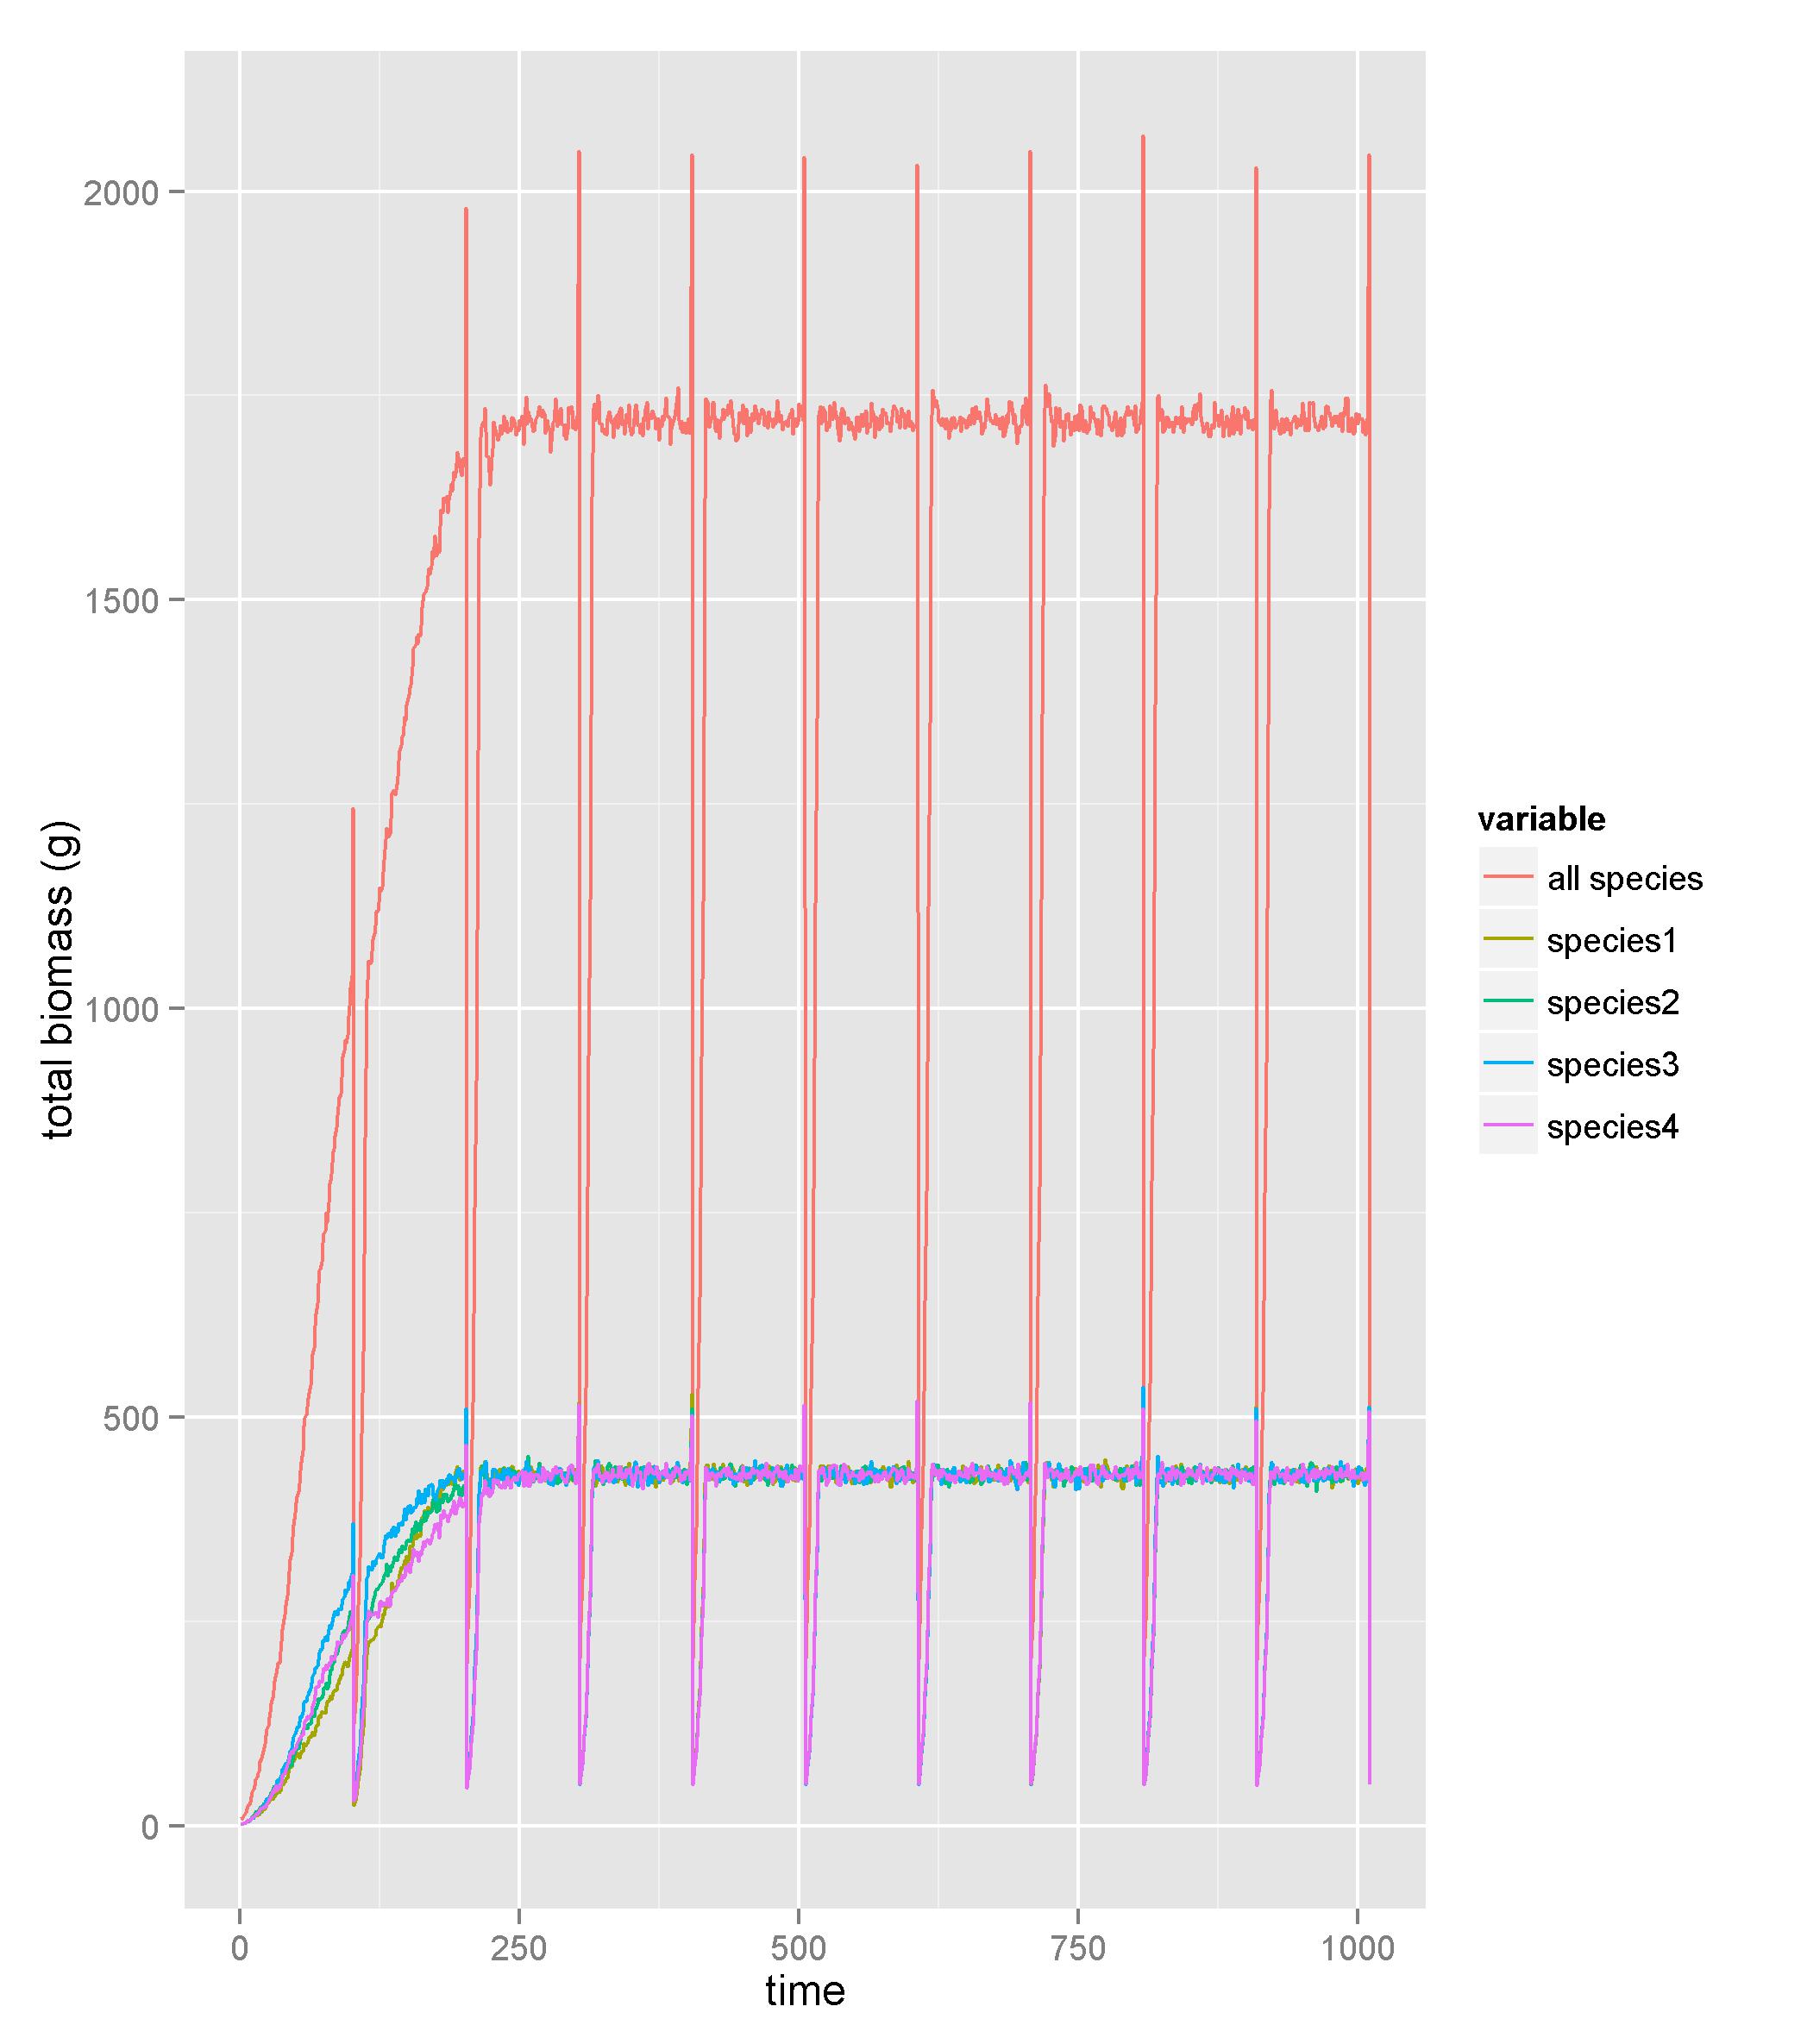 total biomass (g)
2000
1500
1000
500
0
0
250
500
750
1000
time
variable
all species
species1
species2
species3
species4